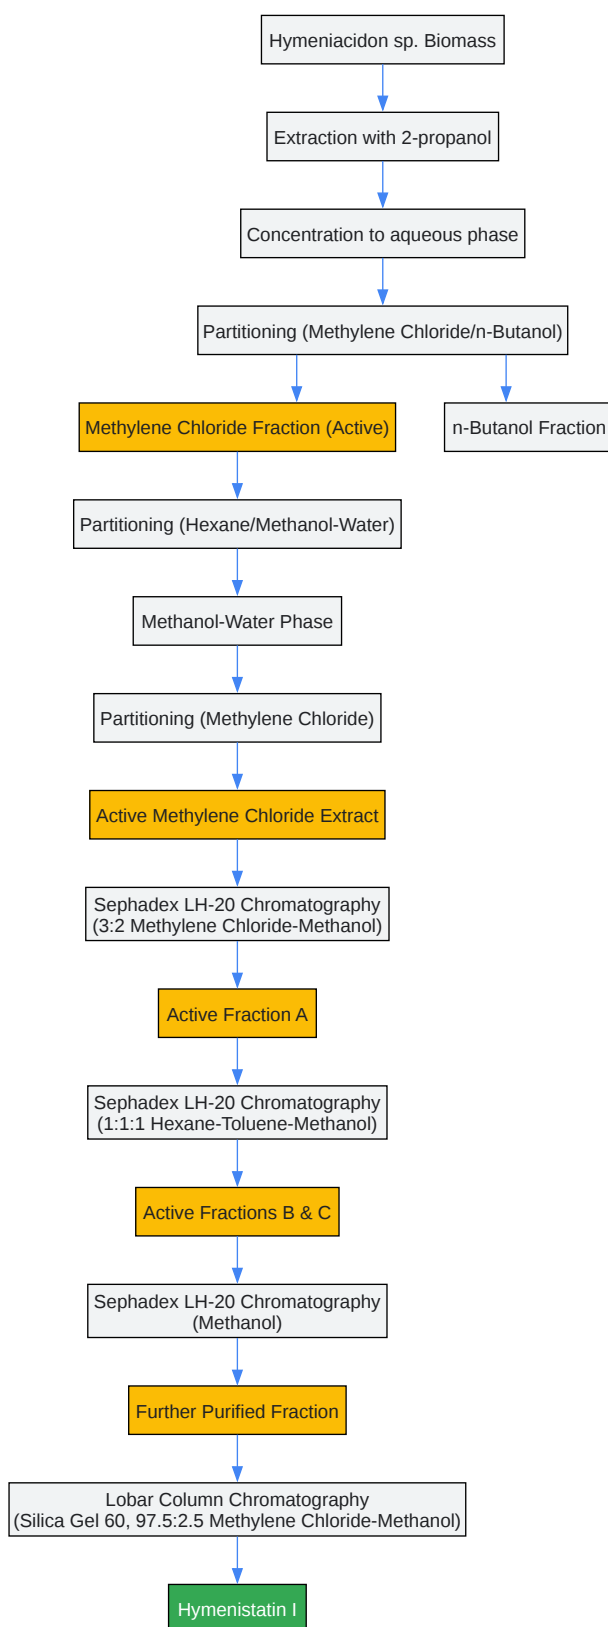 Hymeniacidon sp. Biomass
Extraction with 2-propanol
Concentration to aqueous phase
Partitioning (Methylene Chloride/n-Butanol)
Methylene Chloride Fraction (Active)
n-Butanol Fraction
Partitioning (Hexane/Methanol-Water)
Methanol-Water Phase
Partitioning (Methylene Chloride)
Active Methylene Chloride Extract
Sephadex LH-20 Chromatography
(3:2 Methylene Chloride-Methanol)
Active Fraction A
Sephadex LH-20 Chromatography
(1:1:1 Hexane-Toluene-Methanol)
Active Fractions B & C
Sephadex LH-20 Chromatography
(Methanol)
Further Purified Fraction
Lobar Column Chromatography
(Silica Gel 60, 97.5:2.5 Methylene Chloride-Methanol)
Hymenistatin I